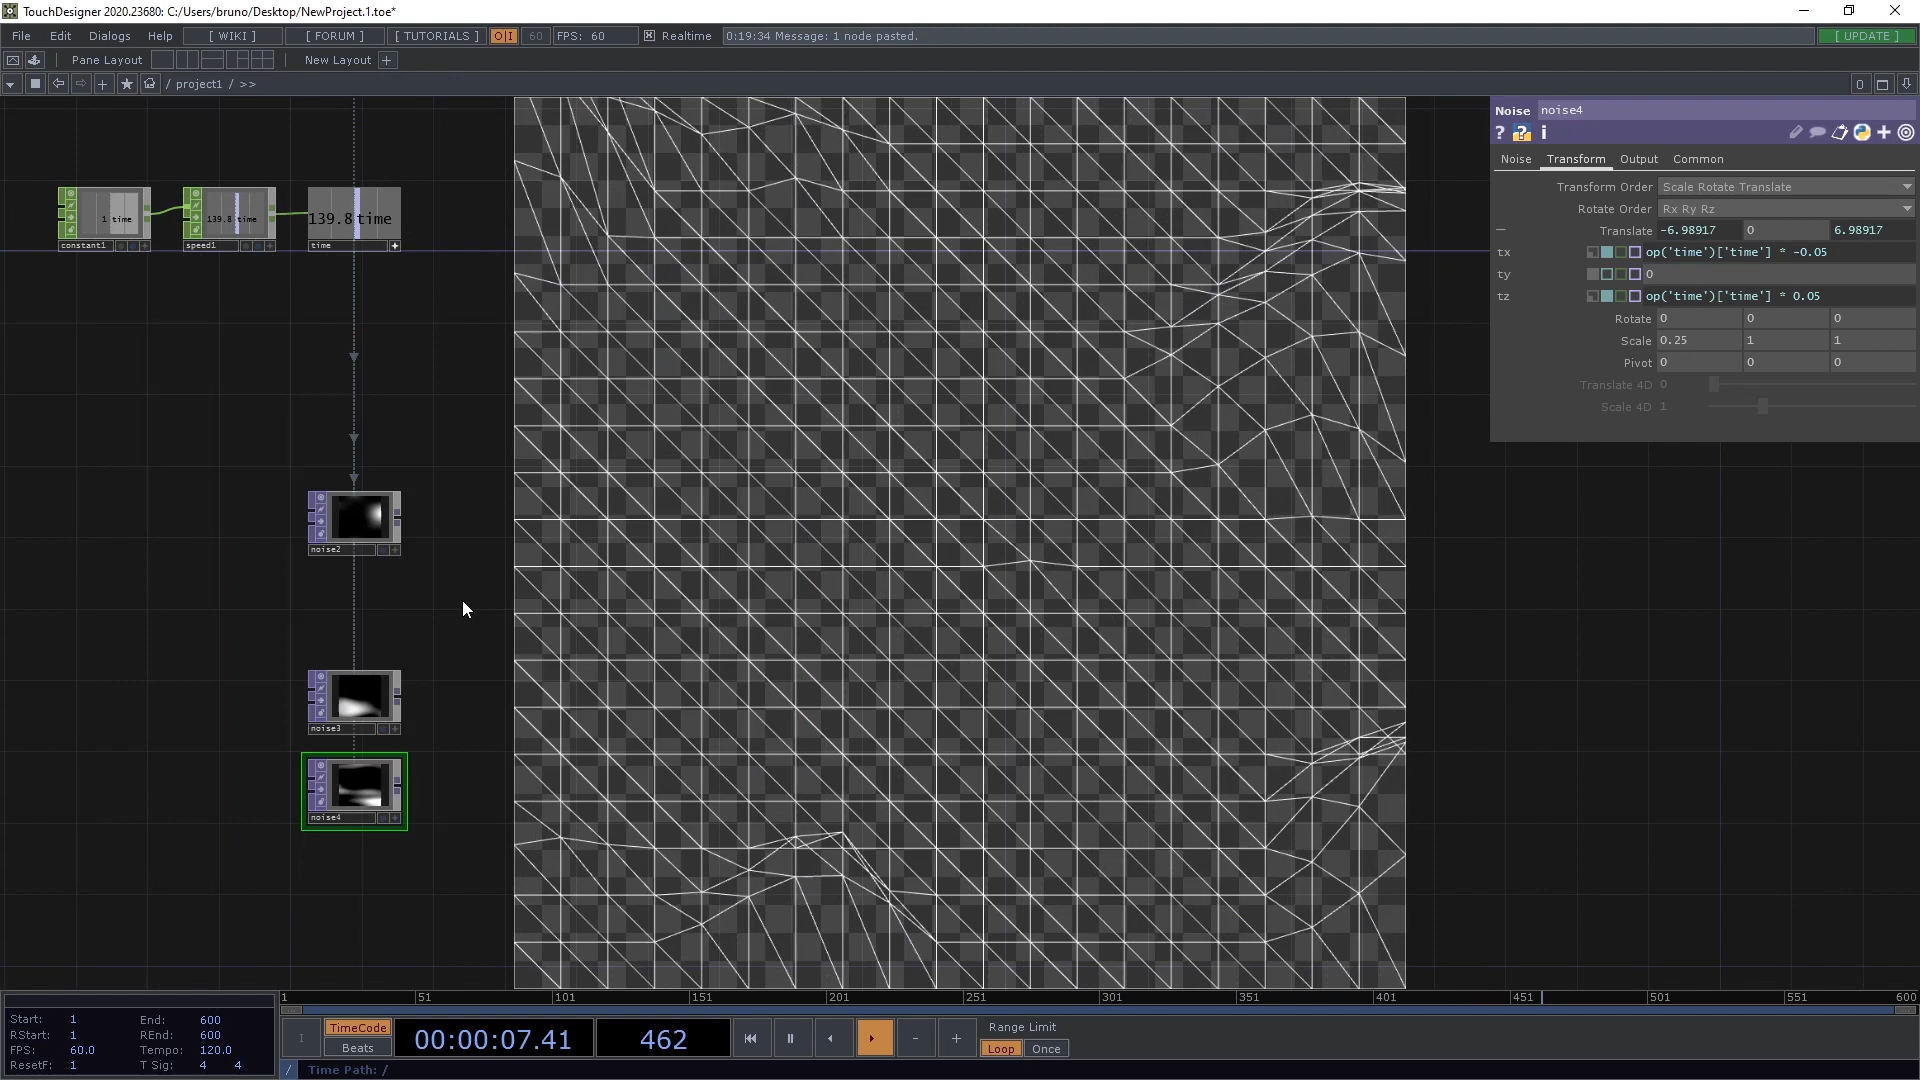 TouchDesigner 2020.23680: C:/Users/bruno/Desktop/NewProject.1.toe*
File Edit Dialogs Help [ WIKI ] [ FORUM ] [ TUTORIALS ] O|I 60 FPS: 60 Realtime 0:19:34 Message: 1 node pasted. [ UPDATE ]
Pane Layout New Layout +
/ project1 / >> 0
Noise noise4
? ? i
Noise Transform Output Common
Transform Order Scale Rotate Translate
Rotate Order Rx Ry Rz
Translate -6.98917 0 6.98917
tx op('time')['time'] * -0.05
ty 0
tz op('time')['time'] * 0.05
Rotate 0 0 0
Scale 0.25 1 1
Pivot 0 0 0
Translate 4D 0
Scale 4D 1
1 time
139.8 time
139.8 time
constant1
speed1
time
noise2
noise3
noise4
1 51 101 151 201 251 301 351 401 451 501 551 600
Start: 1 End: 600
RStart: 1 REnd: 600
FPS: 60.0 Tempo: 120.0
ResetF: 1 T Sig: 4 4
I TimeCode Beats 00:00:07.41 462 - + Range Limit
Loop Once
/ Time Path: /